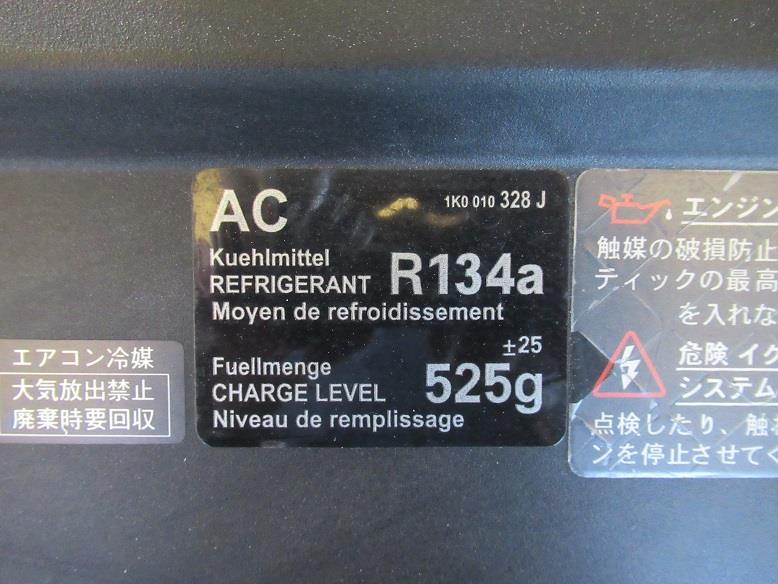 AC
1K0 010 328 J
Kuehlmittel
REFRIGERANT R134a
Moyen de refroidissement
±25
Fuellmenge
CHARGE LEVEL 525g
Niveau de remplissage
エアコン冷媒
大気放出禁止
廃棄時要回収
エンジン
触媒の破損防止
ティックの最高
を入れな
危険 イグ
システム
点検したり、触
ンを停止させてく